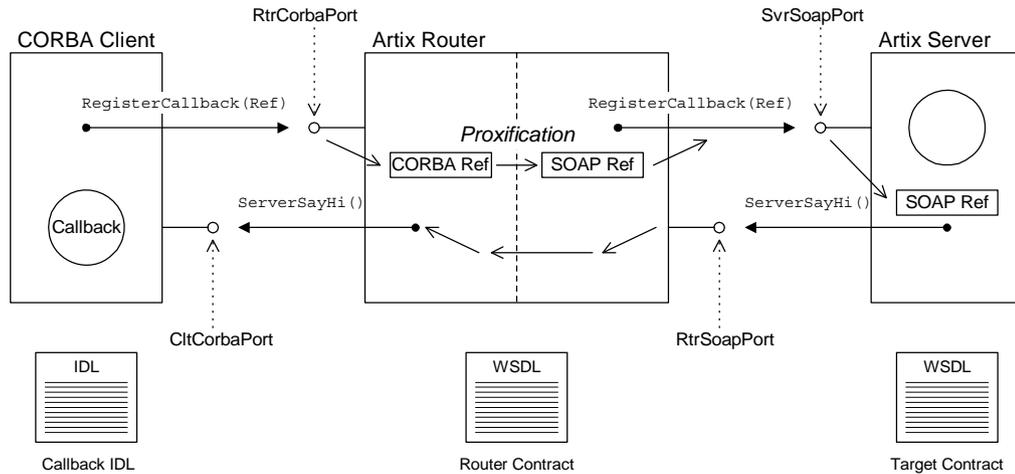 RtrCorbaPort
SvrSoapPort
CORBA Client
Artix Router
Artix Server
RegisterCallback(Ref)
RegisterCallback(Ref)
Proxification
CORBA Ref
SOAP Ref
SOAP Ref
ServerSayHi()
ServerSayHi()
Callback
CltCorbaPort
RtrSoapPort
IDL
WSDL
WSDL
Callback IDL
Router Contract
Target Contract